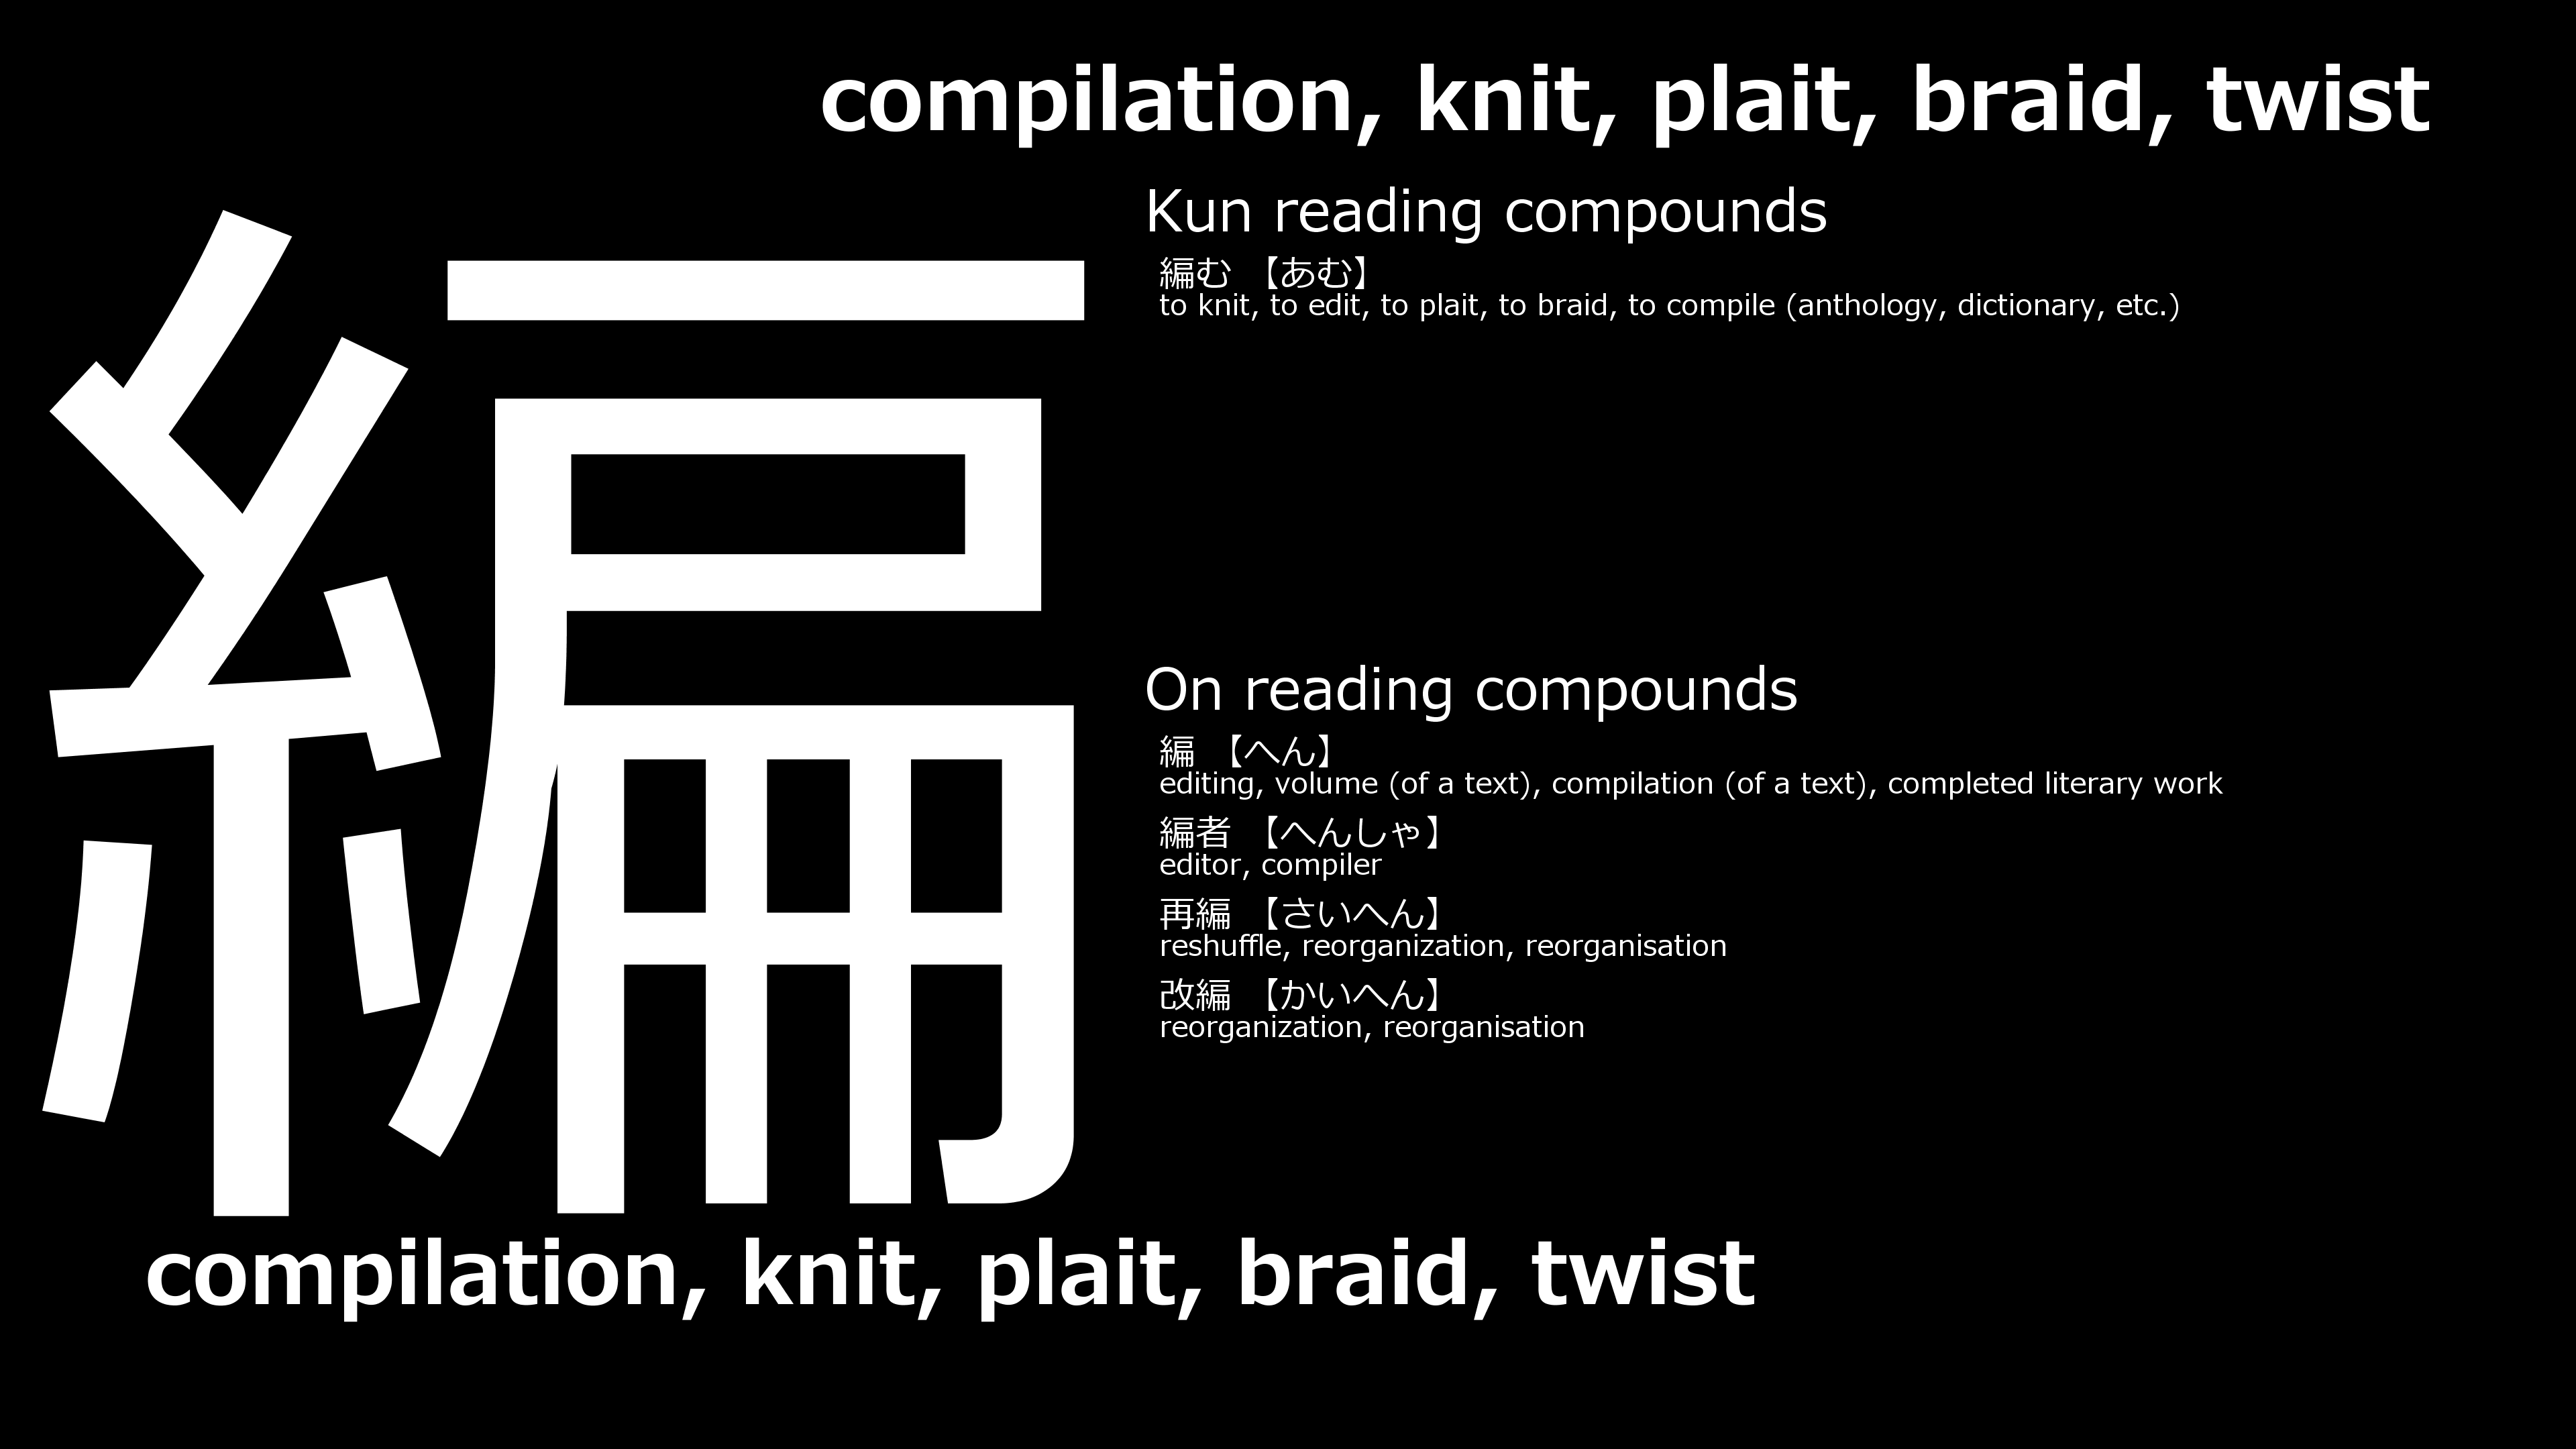 compilation, knit, plait, braid, twist
編
Kun reading compounds
編む 【あむ】
to knit, to edit, to plait, to braid, to compile (anthology, dictionary, etc.)
On reading compounds
編 【へん】
editing, volume (of a text), compilation (of a text), completed literary work
編者 【へんしゃ】
editor, compiler
再編 【さいへん】
reshuffle, reorganization, reorganisation
改編 【かいへん】
reorganization, reorganisation
compilation, knit, plait, braid, twist